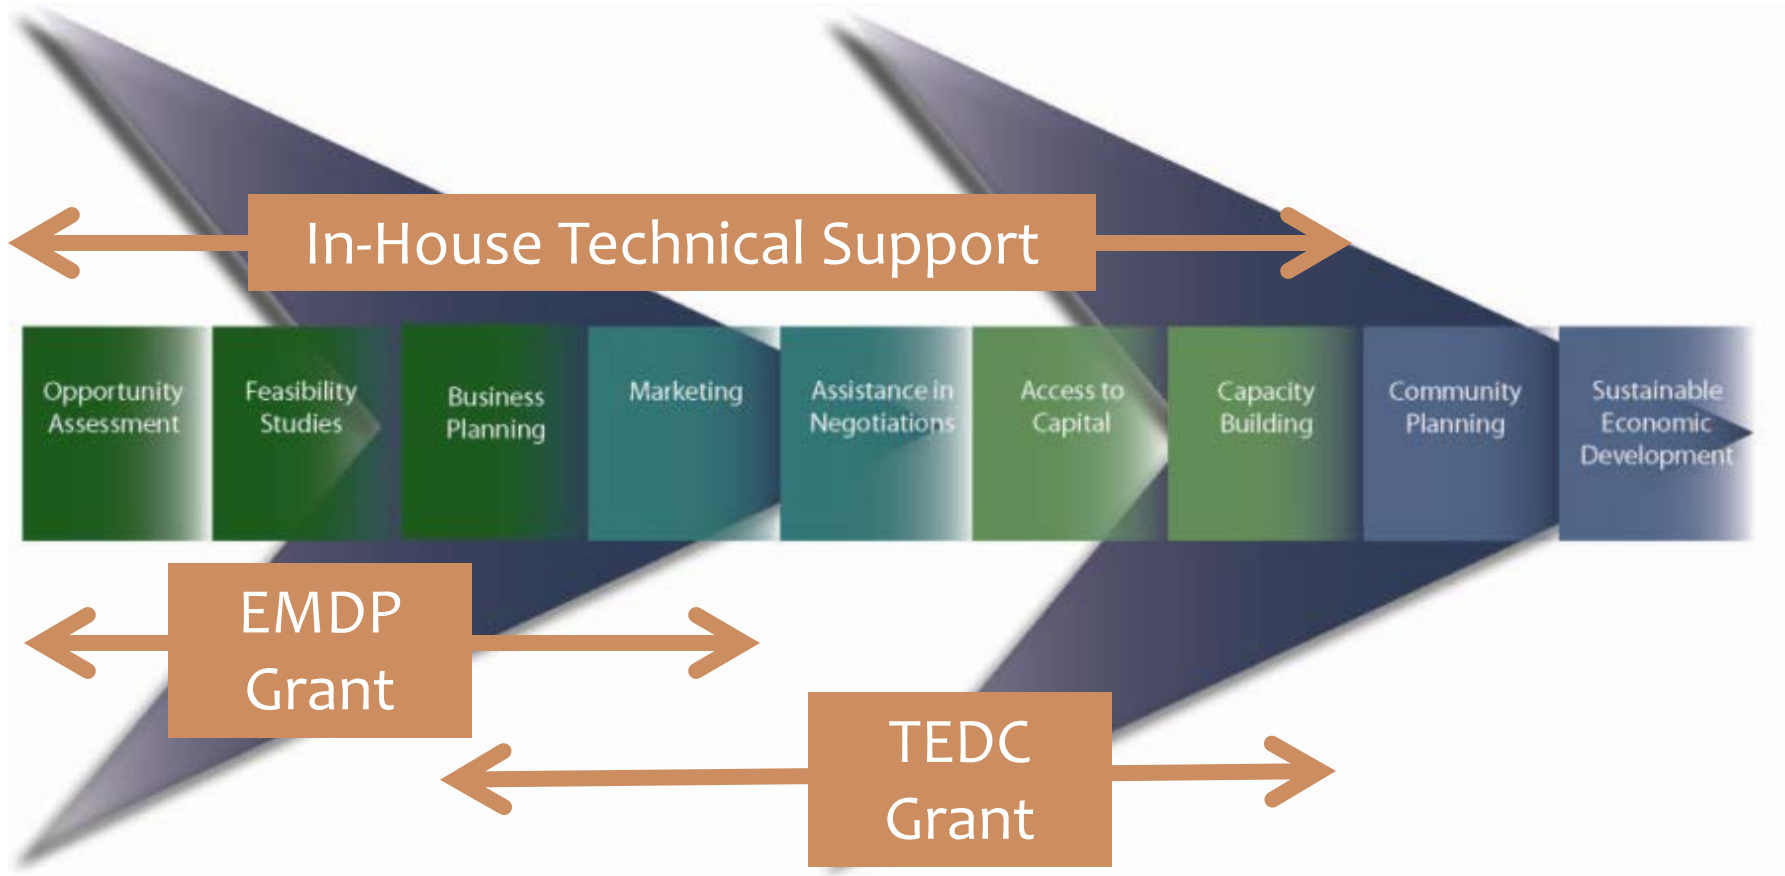 In-House Technical Support
Opportunity
Assessment
Feasibility
Studies
Business
Planning
Marketing
Assistance in
Negotiations
Access to
Capital
Capacity
Building
Community
Planning
Sustainable
Economic
Development
EMDP
Grant
TEDC
Grant